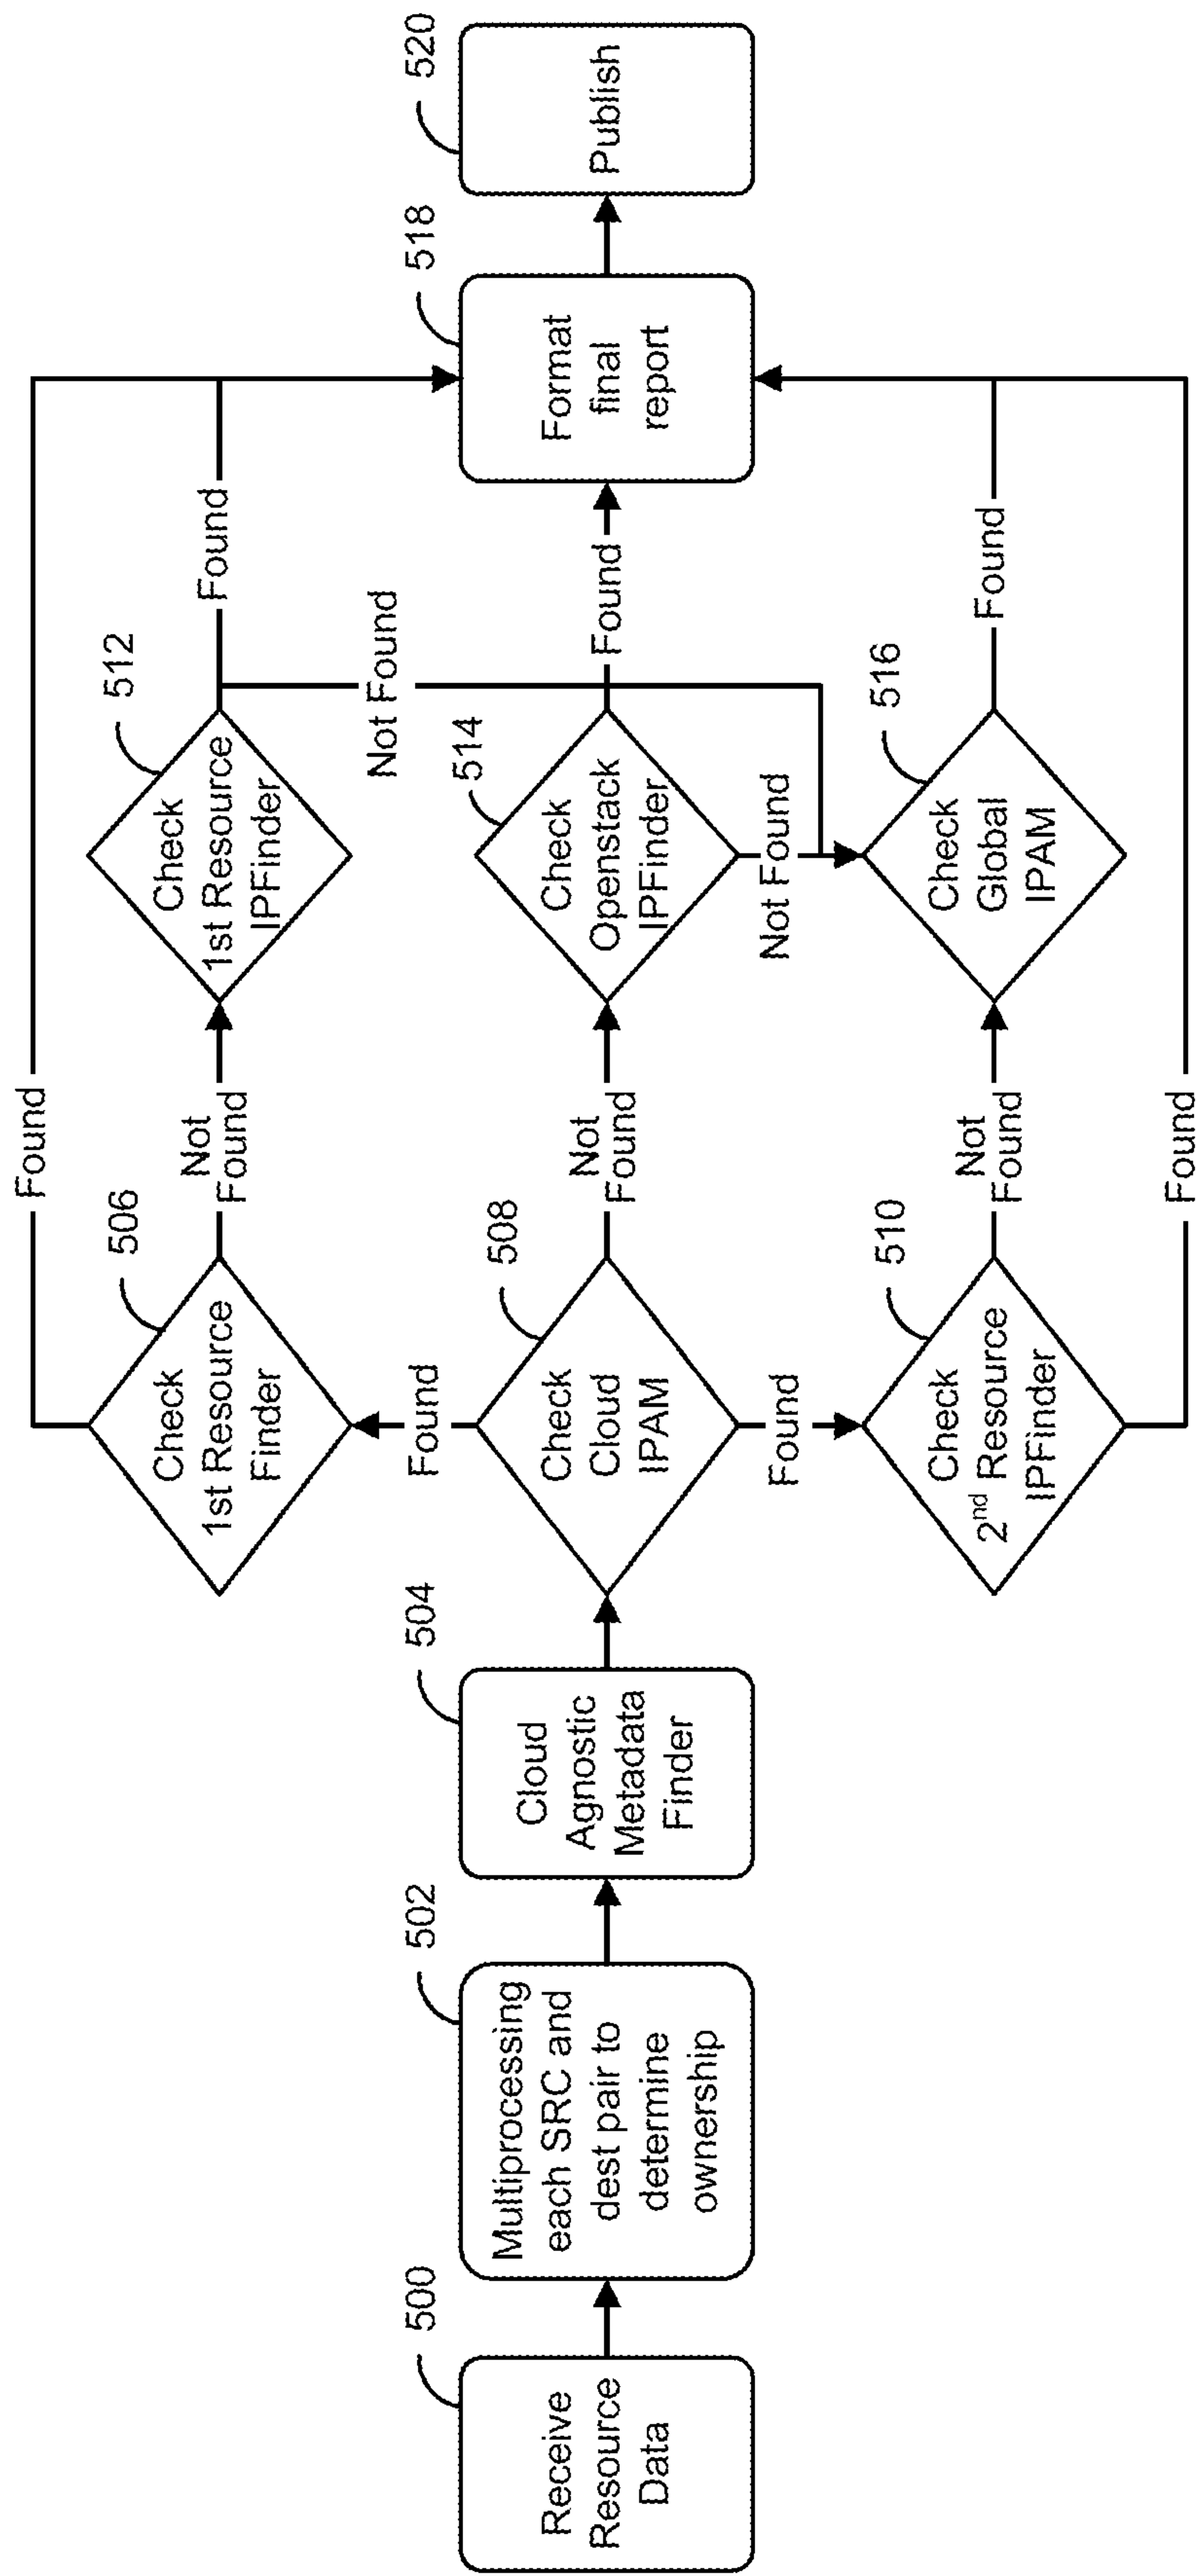 500
Receive
Resource
Data
502
Multiprocessing
each SRC and
dest pair to
determine
ownership
504
Cloud
Agnostic
Metadata
Finder
506
Check
1st Resource
Finder
Found
Not
Found
508
Check
Cloud
IPAM
Found
Found
Not
Found
510
Check
2nd Resource
IPFinder
Not
Found
Found
512
Check
1st Resource
IPFinder
Found
Not Found
514
Check
Openstack
IPFinder
Found
Not Found
516
Check
Global
IPAM
Found
518
Format
final
report
520
Publish